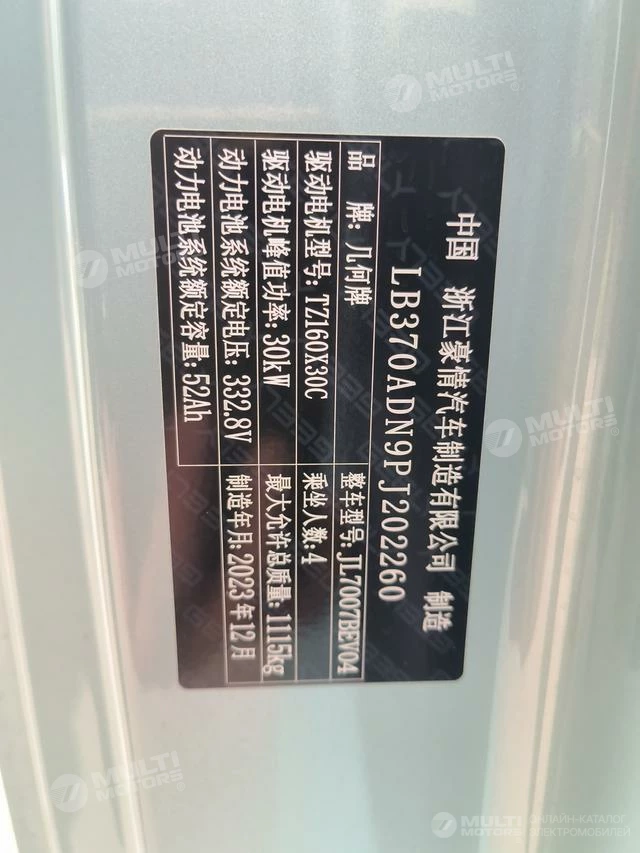 中国 浙江豪情汽车制造有限公司 制造
LB370ADN9PJ202260
品 牌:几何牌 整车型号:JL7007BEV04
驱动电机型号:TZ160X30C 乘坐人数:4
驱动电机峰值功率:30kW 最大允许总质量:1115kg
动力电池系统额定电压:332.8V 制造年月:2023年12月
动力电池系统额定容量:52Ah
MULTI MOTORS
MULTI MOTORS
MULTI MOTORS
MULTI MOTORS
MULTI MOTORS
ОНЛАЙН-КАТАЛОГ
ЭЛЕКТРОМОБИЛЕЙ